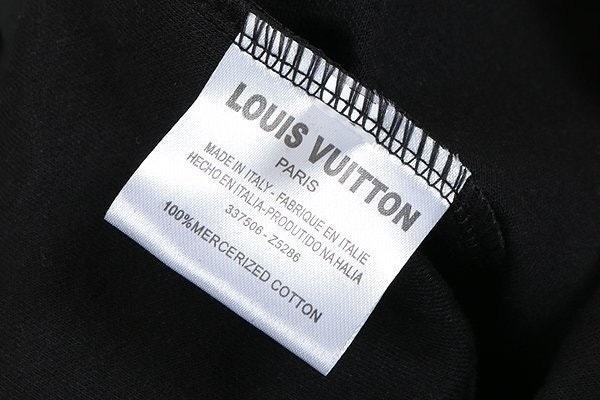 LOUIS VUITTON
PARIS
MADE IN ITALY - FABRIQUE EN ITALIE
HECHO EN ITALIA-PRODUTIDO NA HALIA
337506 - Z5286
100%MERCERIZED COTTON